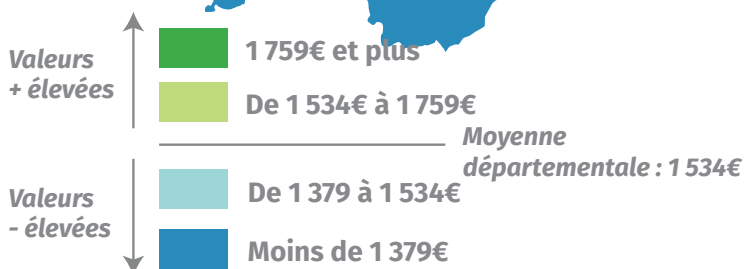 Valeurs
+ élevées
1 759€ et plus
De 1 534€ à 1 759€
Moyenne
départementale : 1 534€
Valeurs
- élevées
De 1 379 à 1 534€
Moins de 1 379€